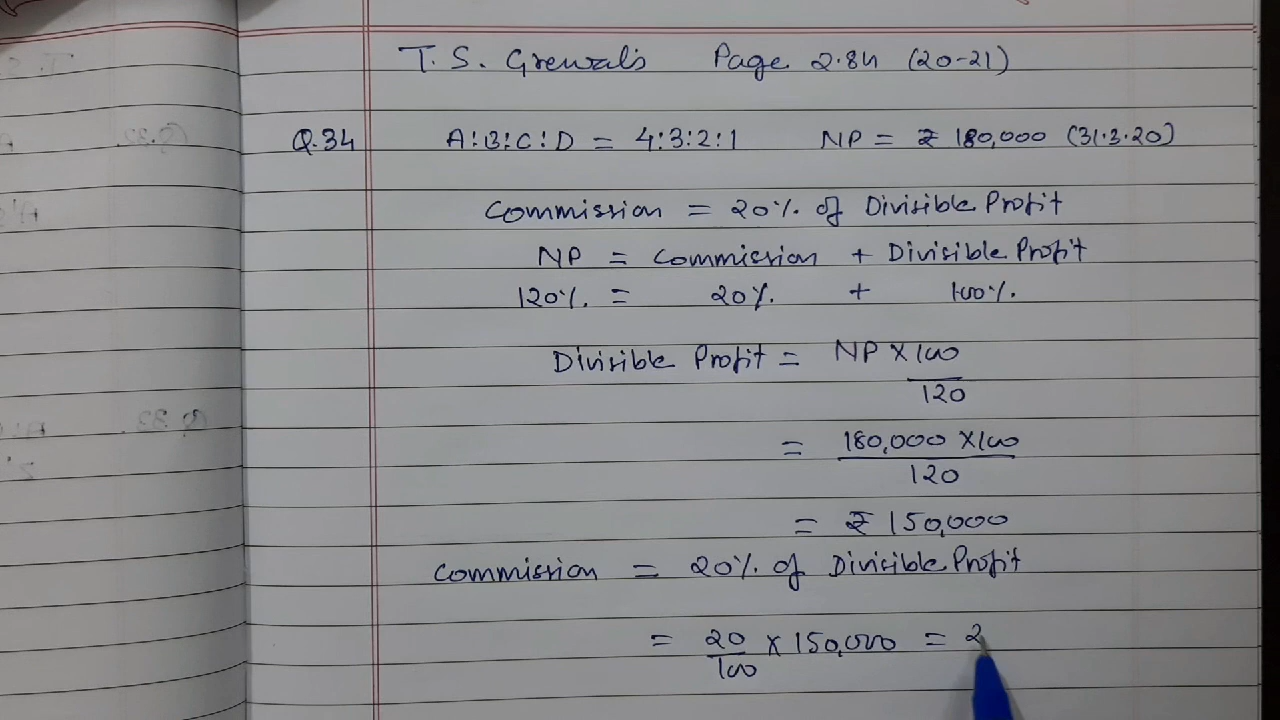 T. S. Grewal's Page 2.84 (20-21)
Q.34 A:B:C:D = 4:3:2:1 NP = ₹ 180,000 (31.3.20)
Commission = 20% of Divisible Profit
NP = Commission + Divisible Profit
120% = 20% + 100%
Divisible Profit = NP × 100
120
= 180,000 × 100
120
= ₹ 150,000
Commission = 20% of Divisible Profit
= 20 × 150,000 = 2
100